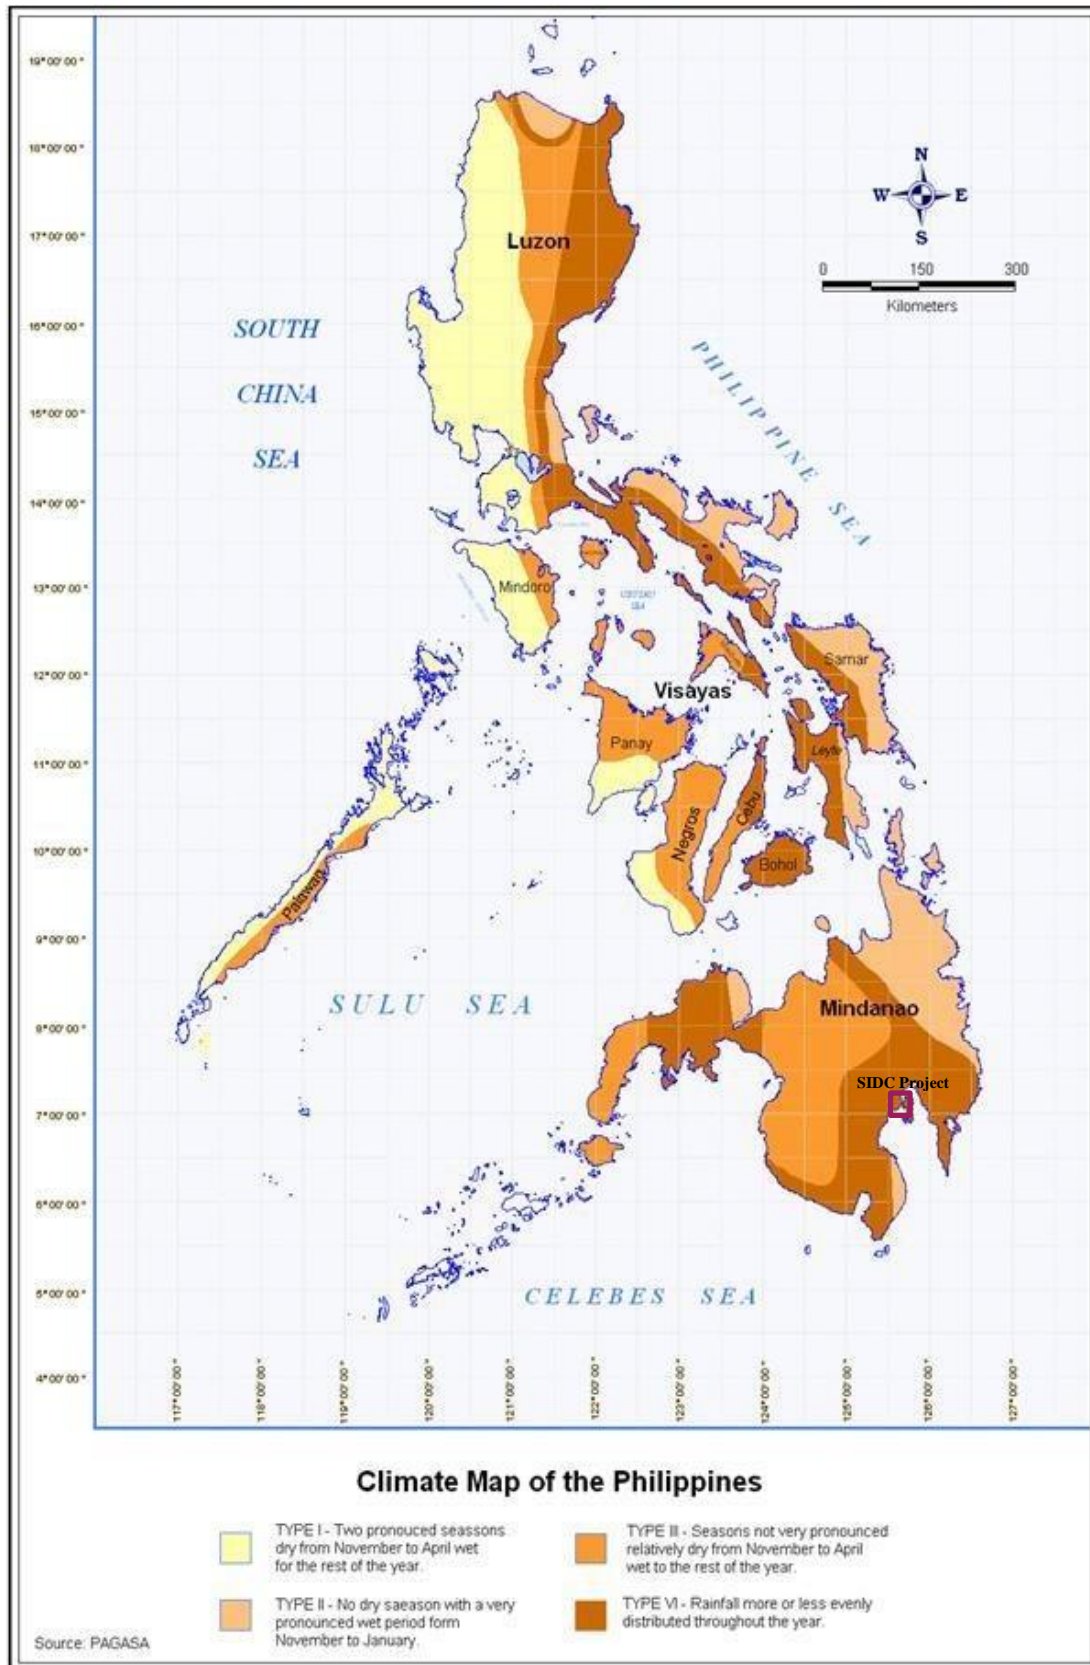 19°00' 00 "
18°00' 00 "
17°00' 00 "
16°00' 00 "
15°00' 00 "
14°00' 00 "
13°00' 00 "
12°00' 00 "
11°00' 00 "
10°00' 00 "
9°00' 00 "
8°00' 00 "
7°00' 00 "
6°00' 00 "
5°00' 00 "
4°00' 00 "
N
W E
S
0 150 300
Kilometers
Luzon
SOUTH
CHINA
SEA
PHILIPPINE SEA
Mindoro
Samar
Visayas
Panay
Leyte
Negros
Cebu
Bohol
Palawan
SULU SEA
Mindanao
SIDC Project
CELEBES SEA
117°00' 00 "
118°00' 00 "
119°00' 00 "
120°00' 00 "
121°00' 00 "
122°00' 00 "
123°00' 00 "
124°00' 00 "
125°00' 00 "
126°00' 00 "
127°00' 00 "
Climate Map of the Philippines
TYPE I - Two pronouced seassons
dry from November to April wet
for the rest of the year.
TYPE II - No dry saeason with a very
pronounced wet period form
November to January.
TYPE III - Seasons not very pronounced
relatively dry from November to April
wet to the rest of the year.
TYPE VI - Rainfall more or less evenly
distributed throughout the year.
Source: PAGASA